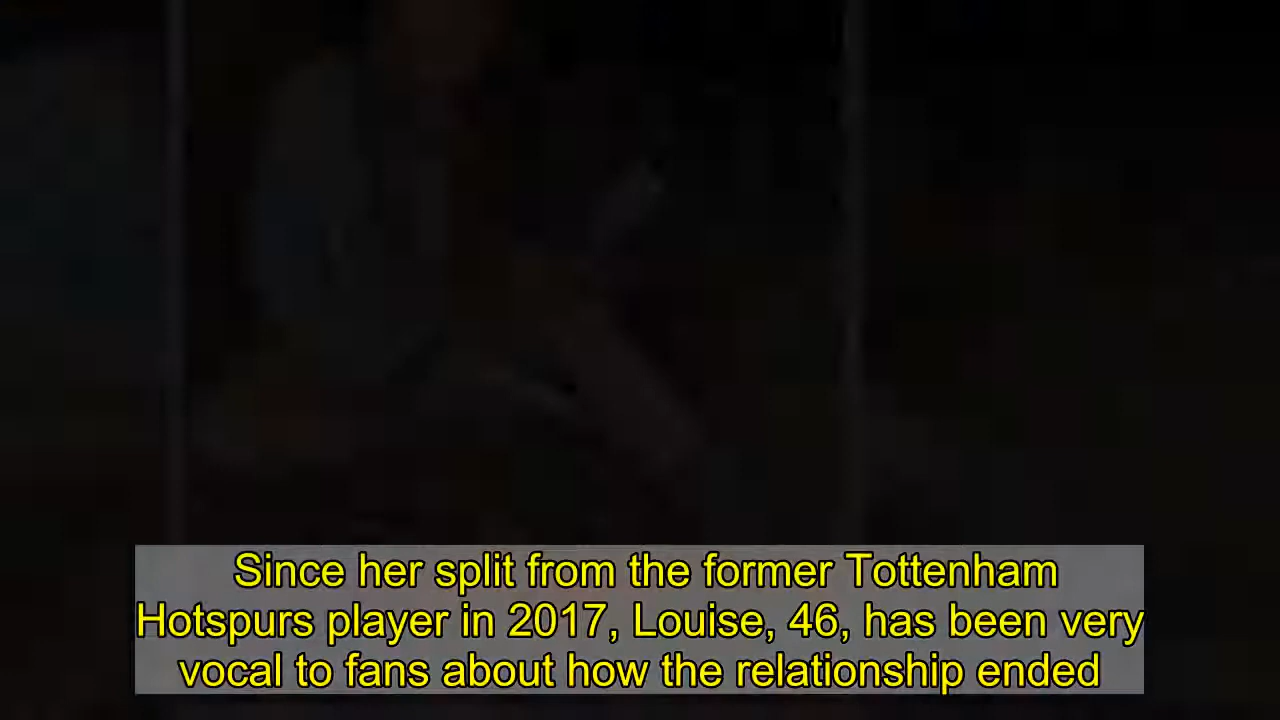 Since her split from the former Tottenham
Hotspurs player in 2017, Louise, 46, has been very
vocal to fans about how the relationship ended